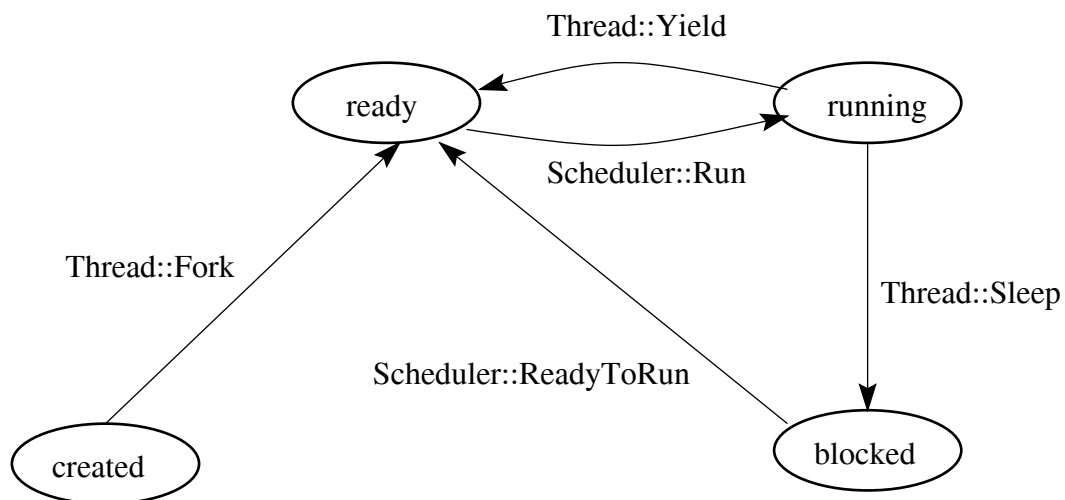 Thread::Yield
ready
running
Scheduler::Run
Thread::Fork
Thread::Sleep
Scheduler::ReadyToRun
created
blocked